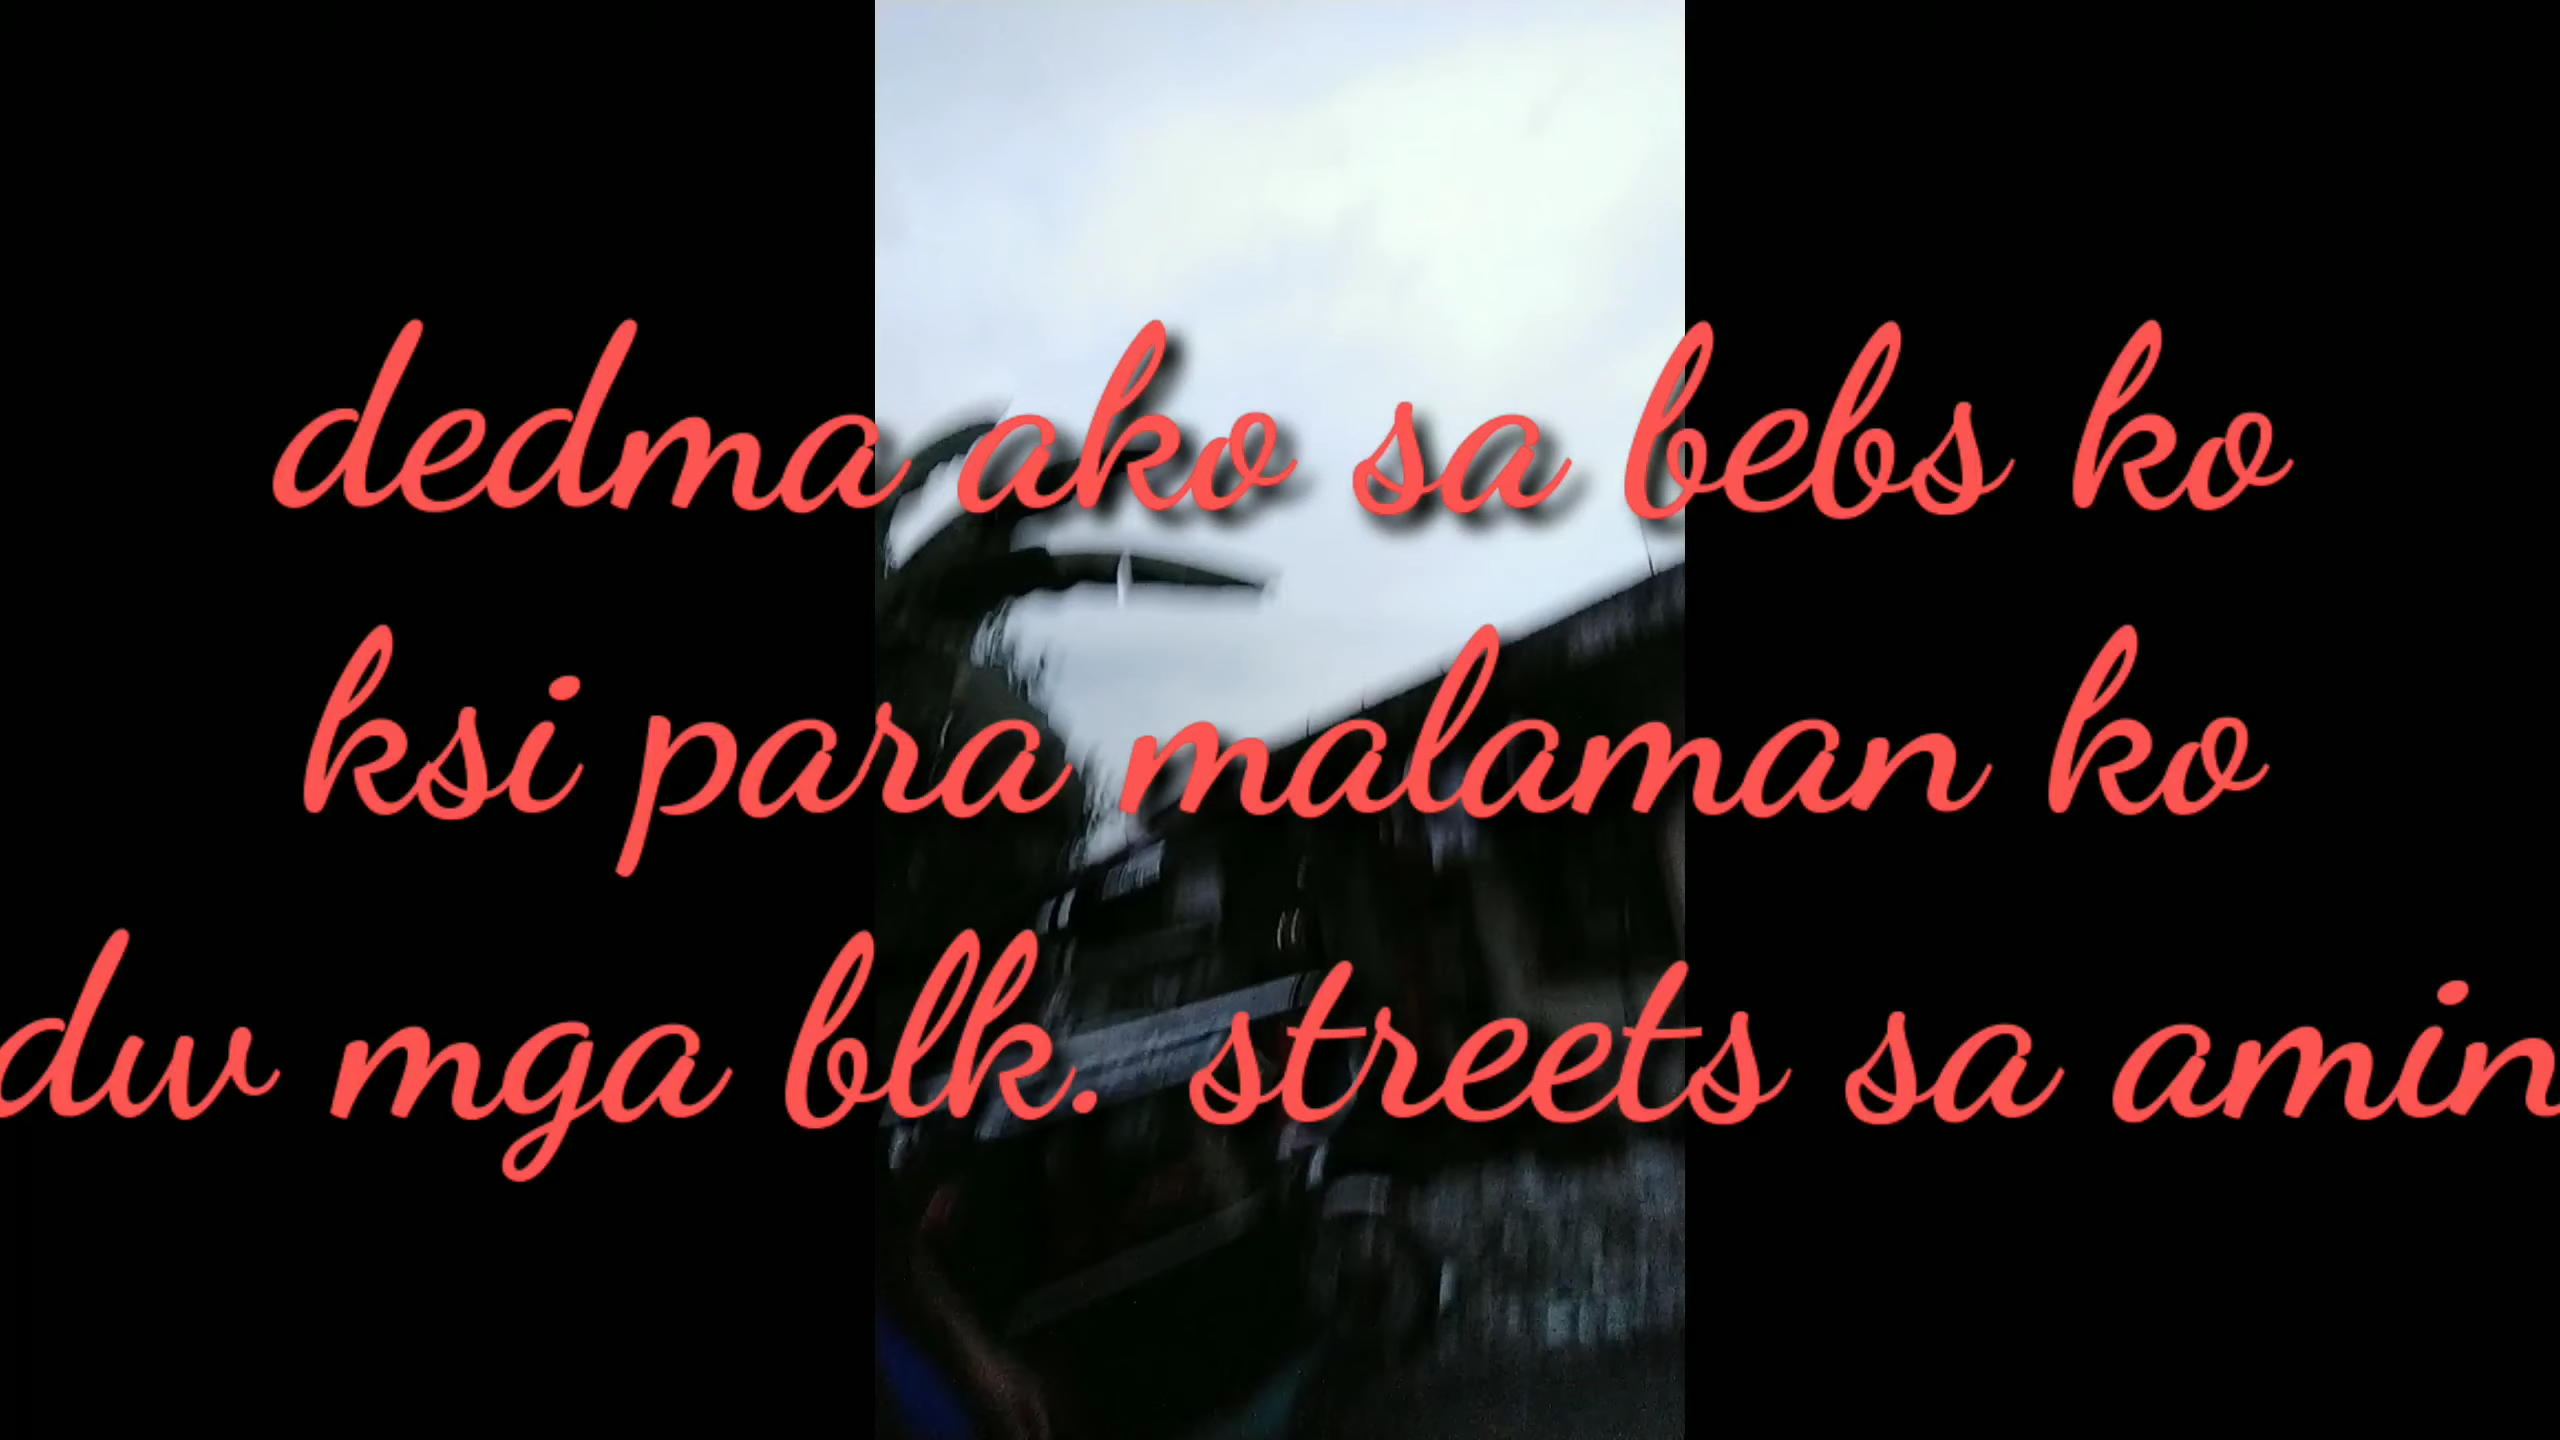 dedma ako sa bebs ko
ksi para malaman ko
dw mga blk. streets sa amin